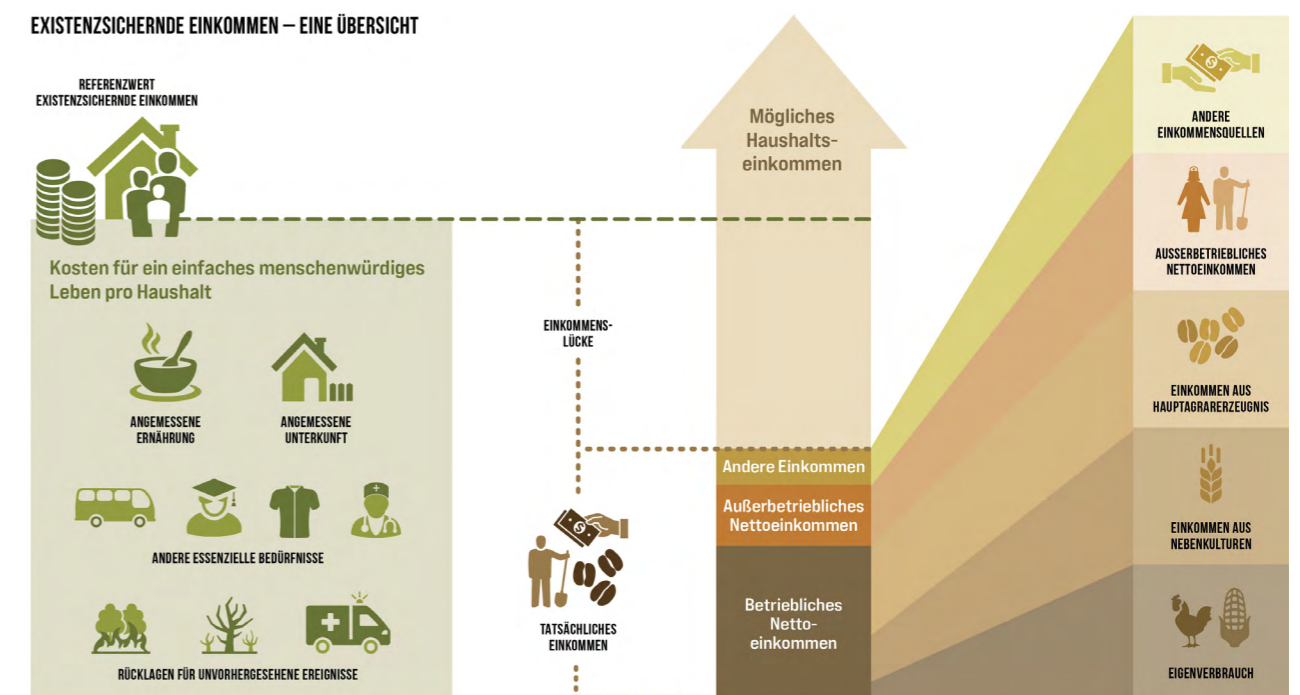 EXISTENZSICHERNDE EINKOMMEN – EINE ÜBERSICHT
REFERENZWERT
EXISTENZSICHERNDE EINKOMMEN
Kosten für ein einfaches menschenwürdiges
Leben pro Haushalt
ANGEMESSENE
ERNÄHRUNG
ANGEMESSENE
UNTERKUNFT
ANDERE ESSENZIELLE BEDÜRFNISSE
RÜCKLAGEN FÜR UNVORHERGESEHENE EREIGNISSE
EINKOMMENS-
LÜCKE
TATSÄCHLICHES
EINKOMMEN
Mögliches
Haushalts-
einkommen
Andere Einkommen
Außerbetriebliches
Nettoeinkommen
Betriebliches
Netto-
einkommen
ANDERE
EINKOMMENSQUELLEN
AUSSERBETRIEBLICHES
NETTOEINKOMMEN
EINKOMMEN AUS
HAUPTAGRARERZEUGNIS
EINKOMMEN AUS
NEBENKULTUREN
EIGENVERBRAUCH